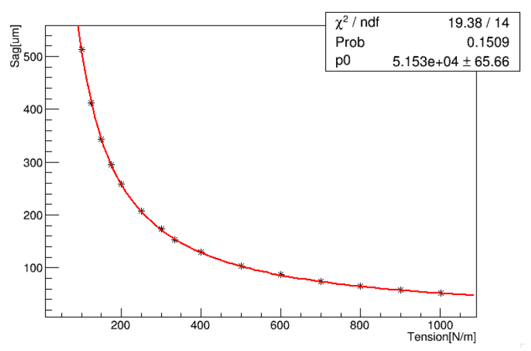 χ² / ndf 19.38 / 14
Prob 0.1509
p0 5.153e+04 ± 65.66
Sag[um]
500
400
300
200
100
200 400 600 800 1000
Tension[N/m]